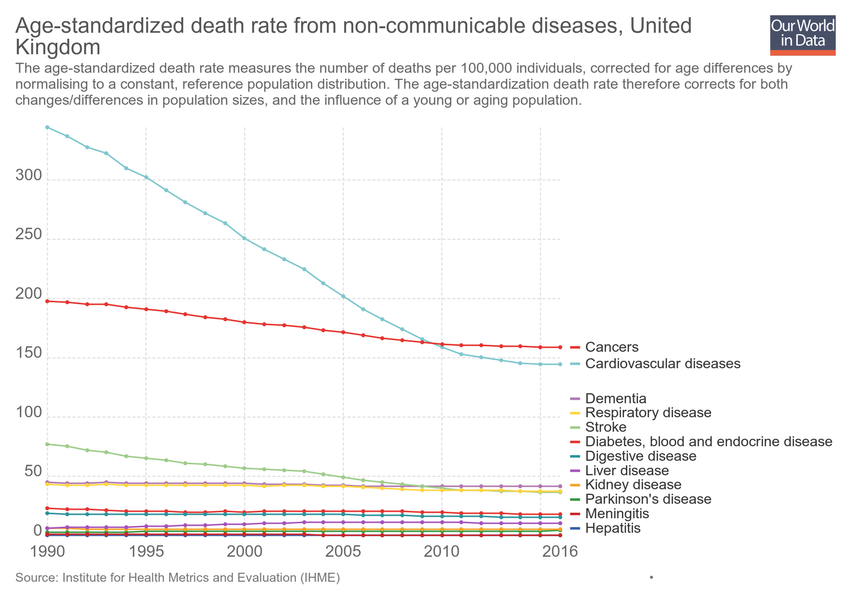 Age-standardized death rate from non-communicable diseases, United
Kingdom
Our World
in Data
The age-standardized death rate measures the number of deaths per 100,000 individuals, corrected for age differences by
normalising to a constant, reference population distribution. The age-standardization death rate therefore corrects for both
changes/differences in population sizes, and the influence of a young or aging population.
300
250
200
150
100
50
0
1990
1995
2000
2005
2010
2016
Cancers
Cardiovascular diseases
Dementia
Respiratory disease
Stroke
Diabetes, blood and endocrine disease
Digestive disease
Liver disease
Kidney disease
Parkinson's disease
Meningitis
Hepatitis
Source: Institute for Health Metrics and Evaluation (IHME)